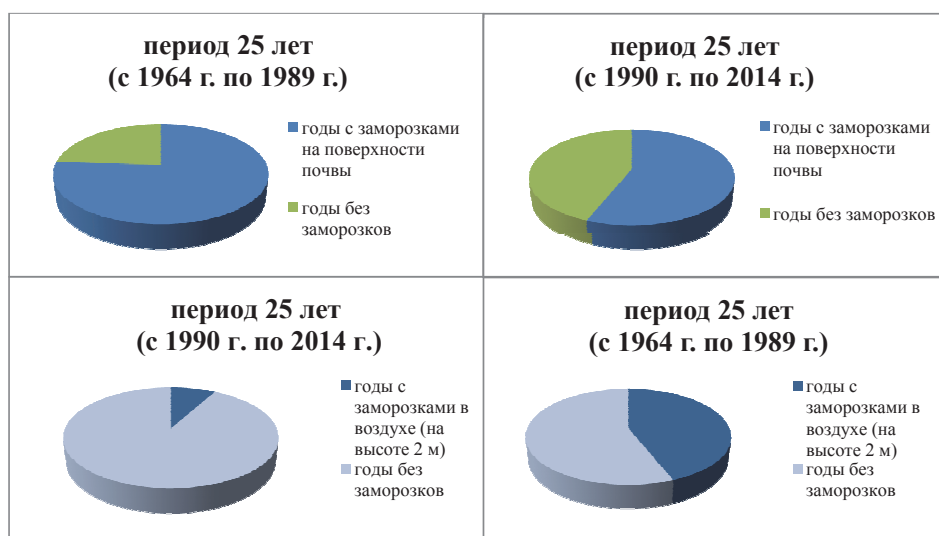 период 25 лет
(с 1964 г. по 1989 г.)
годы с заморозками
на поверхности
почвы
годы без
заморозков
период 25 лет
(с 1990 г. по 2014 г.)
годы с заморозками
на поверхности
почвы
годы без заморозков
период 25 лет
(с 1990 г. по 2014 г.)
годы с
заморозками в
воздухе (на
высоте 2 м)
годы без
заморозков
период 25 лет
(с 1964 г. по 1989 г.)
годы с
заморозками в
воздухе (на
высоте 2 м)
годы без
заморозков